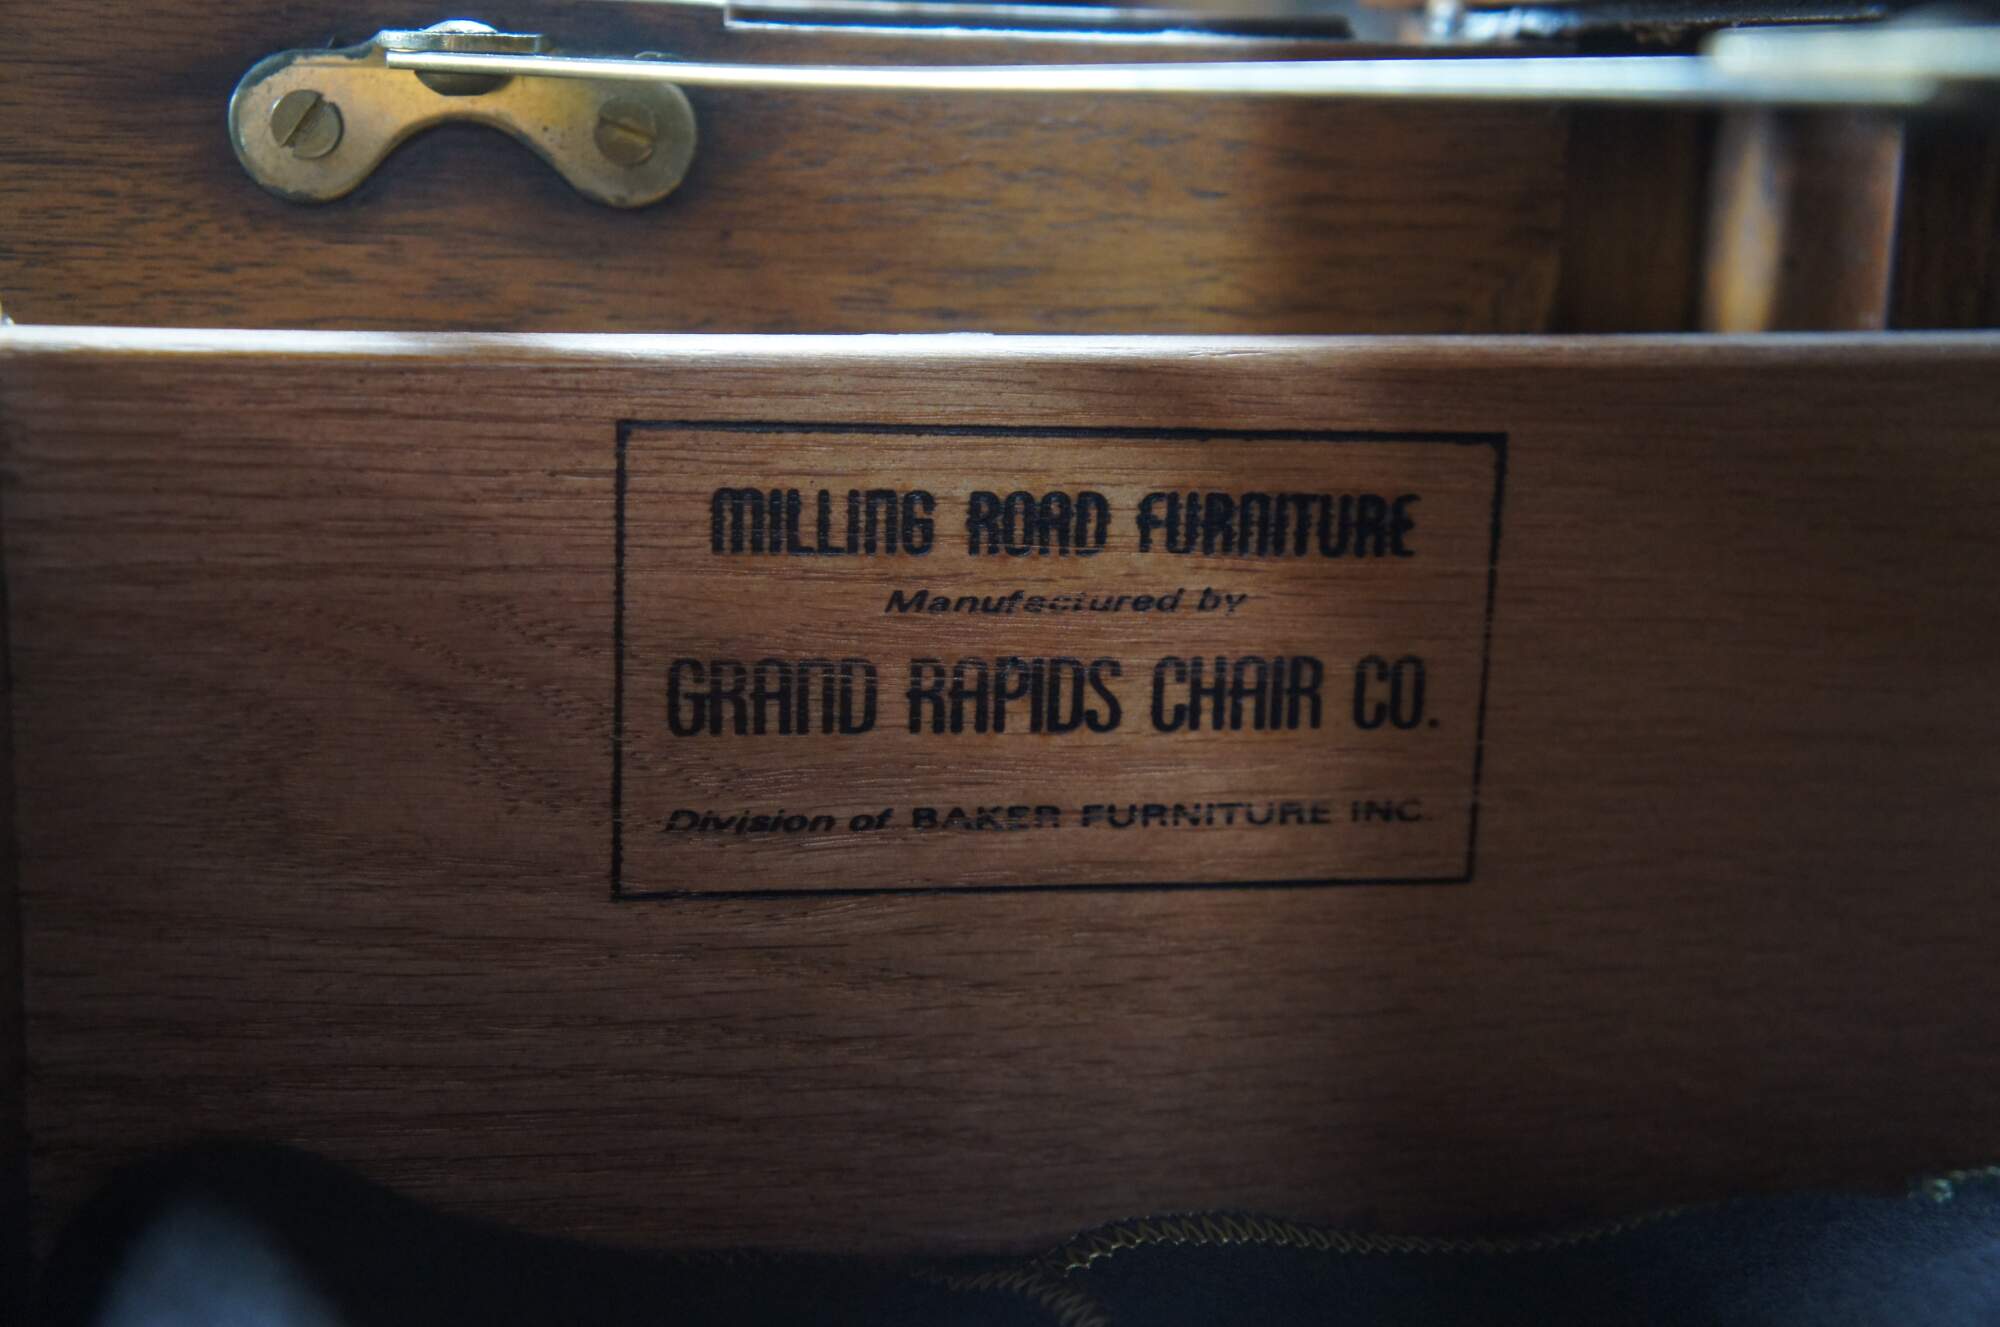 MILLING ROAD FURNITURE
Manufactured by
GRAND RAPIDS CHAIR CO.
Division of BAKER FURNITURE INC.